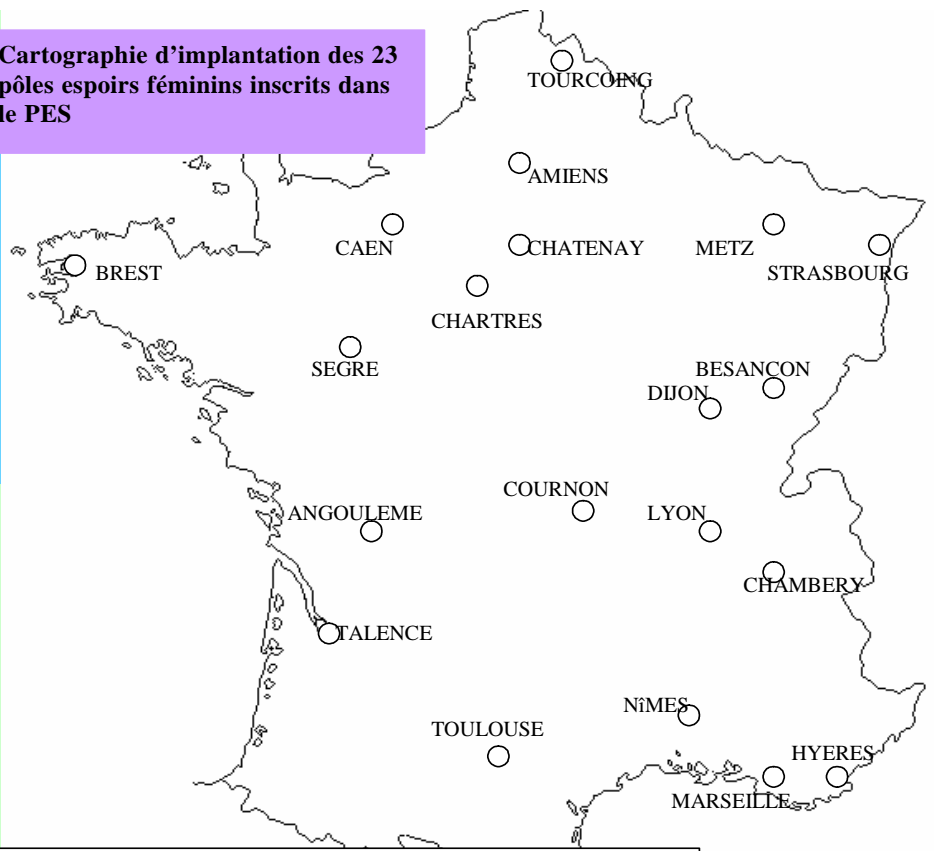 Cartographie d'implantation des 23
pôles espoirs féminins inscrits dans
le PES
TOURCOING
AMIENS
CAEN
CHATENAY
METZ
STRASBOURG
BREST
CHARTRES
SEGRE
BESANCON
DIJON
COURNON
ANGOULEME
LYON
CHAMBERY
TALENCE
NîMES
TOULOUSE
HYERES
MARSEILLE